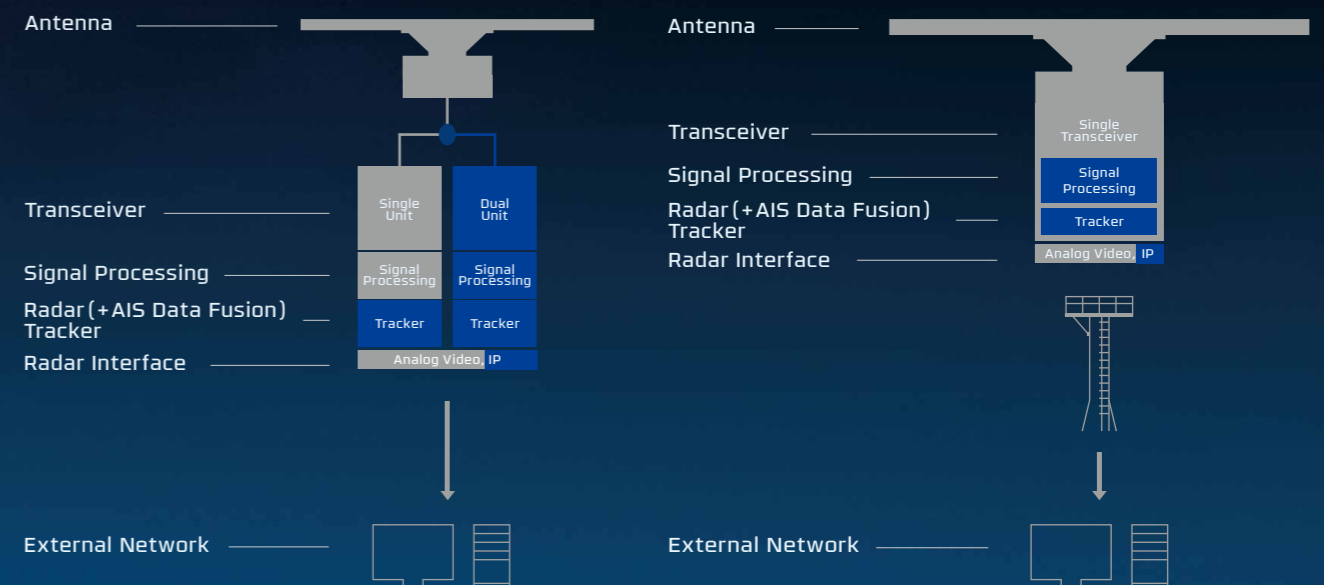 Antenna
Transceiver
Single
Unit
Dual
Unit
Signal Processing
Signal
Processing
Signal
Processing
Radar(+AIS Data Fusion)
Tracker
Tracker
Tracker
Radar Interface
Analog Video, IP
External Network
Antenna
Transceiver
Single
Transceiver
Signal Processing
Signal
Processing
Radar(+AIS Data Fusion)
Tracker
Tracker
Radar Interface
Analog Video, IP
External Network